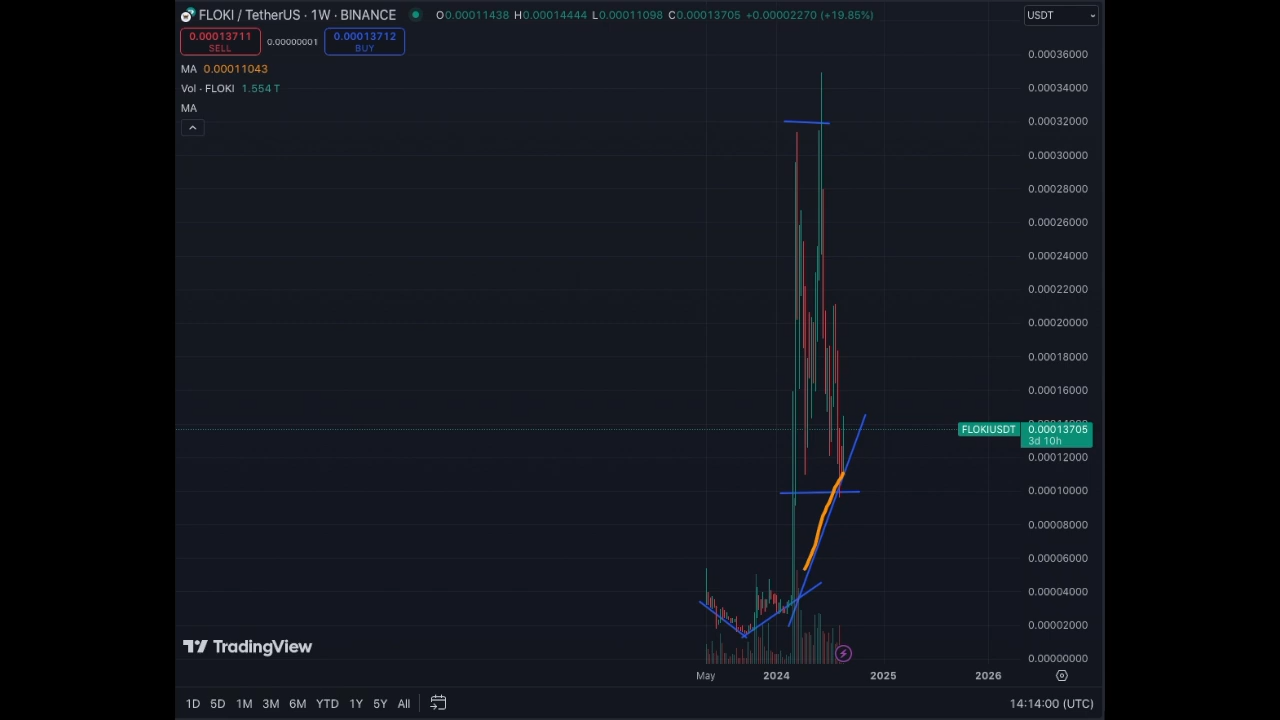 FLOKI / TetherUS · 1W · BINANCE O0.00011438 H0.00014444 L0.00011098 C0.00013705 +0.00002270 (+19.85%) USDT
0.00013711 0.00000001 0.00013712
SELL BUY
MA 0.00011043
Vol · FLOKI 1.554 T
MA
0.00036000
0.00034000
0.00032000
0.00030000
0.00028000
0.00026000
0.00024000
0.00022000
0.00020000
0.00018000
0.00016000
FLOKIUSDT 0.00013705
3d 10h
0.00012000
0.00010000
0.00008000
0.00006000
0.00004000
0.00002000
0.00000000
TradingView
May 2024 2025 2026
1D 5D 1M 3M 6M YTD 1Y 5Y All 14:14:00 (UTC)